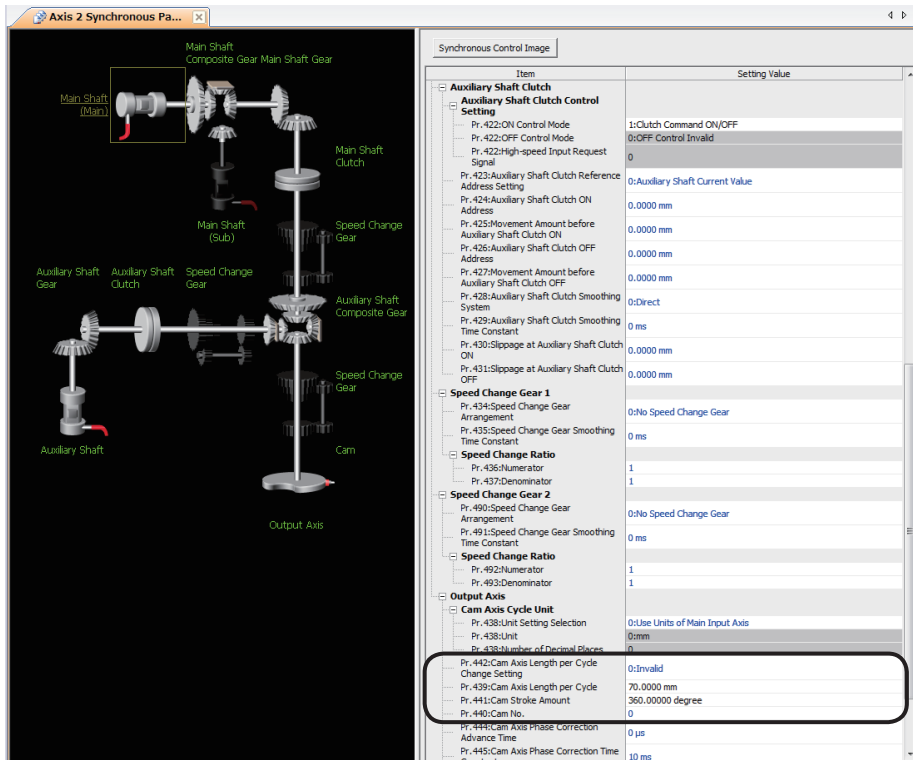 Axis 2 Synchronous Pa...
Main Shaft
Composite Gear Main Shaft Gear
Main Shaft
(Main)
Main Shaft
Clutch
Main Shaft
(Sub)
Speed Change
Gear
Auxiliary Shaft
Gear
Auxiliary Shaft
Clutch
Speed Change
Gear
Auxiliary Shaft
Composite Gear
Speed Change
Gear
Auxiliary Shaft
Cam
Output Axis
Synchronous Control Image
Item Setting Value
Auxiliary Shaft Clutch
Auxiliary Shaft Clutch Control
Setting
Pr.422:ON Control Mode 1:Clutch Command ON/OFF
Pr.422:OFF Control Mode 0:OFF Control Invalid
Pr.422:High-speed Input Request
Signal 0
Pr.423:Auxiliary Shaft Clutch Reference
Address Setting 0:Auxiliary Shaft Current Value
Pr.424:Auxiliary Shaft Clutch ON
Address 0.0000 mm
Pr.425:Movement Amount before
Auxiliary Shaft Clutch ON 0.0000 mm
Pr.426:Auxiliary Shaft Clutch OFF
Address 0.0000 mm
Pr.427:Movement Amount before
Auxiliary Shaft Clutch OFF 0.0000 mm
Pr.428:Auxiliary Shaft Clutch Smoothing
System 0:Direct
Pr.429:Auxiliary Shaft Clutch Smoothing
Time Constant 0 ms
Pr.430:Slippage at Auxiliary Shaft Clutch
ON 0.0000 mm
Pr.431:Slippage at Auxiliary Shaft Clutch
OFF 0.0000 mm
Speed Change Gear 1
Pr.434:Speed Change Gear
Arrangement 0:No Speed Change Gear
Pr.435:Speed Change Gear Smoothing
Time Constant 0 ms
Speed Change Ratio
Pr.436:Numerator 1
Pr.437:Denominator 1
Speed Change Gear 2
Pr.490:Speed Change Gear
Arrangement 0:No Speed Change Gear
Pr.491:Speed Change Gear Smoothing
Time Constant 0 ms
Speed Change Ratio
Pr.492:Numerator 1
Pr.493:Denominator 1
Output Axis
Cam Axis Cycle Unit
Pr.438:Unit Setting Selection 0:Use Units of Main Input Axis
Pr.438:Unit 0:mm
Pr.438:Number of Decimal Places 0
Pr.442:Cam Axis Length per Cycle
Change Setting 0:Invalid
Pr.439:Cam Axis Length per Cycle 70.0000 mm
Pr.441:Cam Stroke Amount 360.00000 degree
Pr.440:Cam No. 0
Pr.444:Cam Axis Phase Correction
Advance Time 0 µs
Pr.445:Cam Axis Phase Correction Time
10 ms